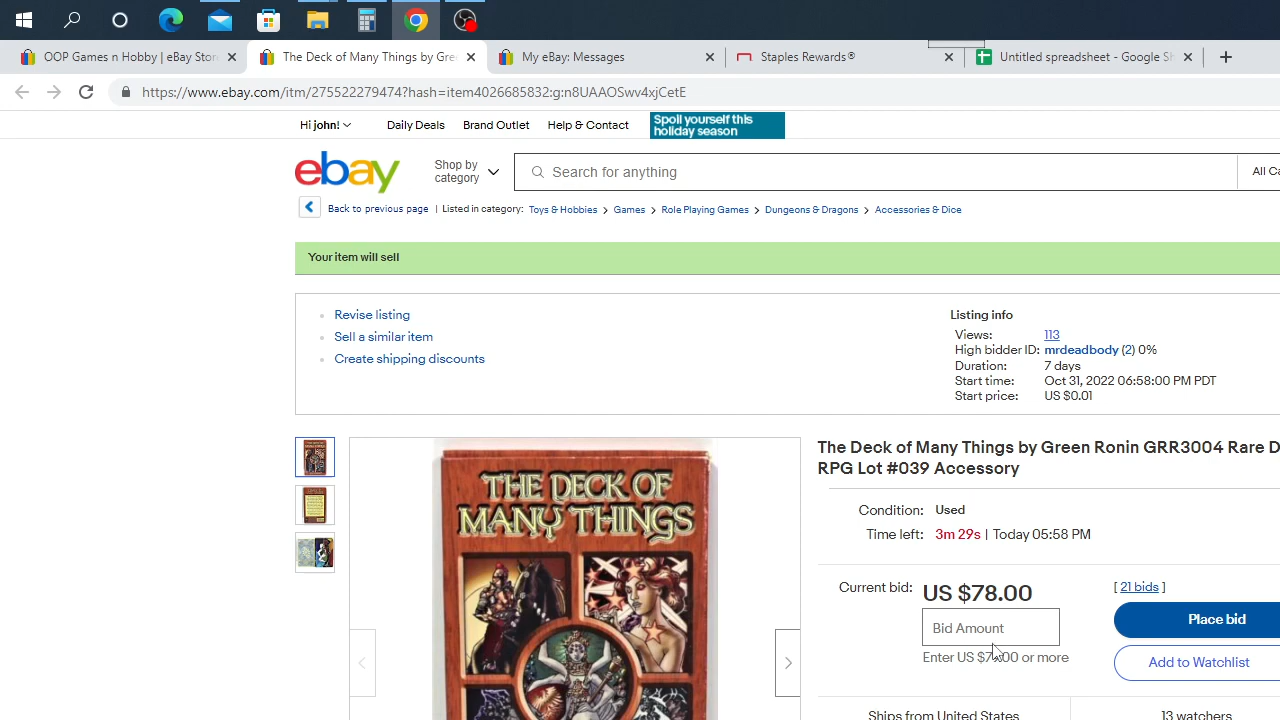 OOP Games n Hobby | eBay Stor
The Deck of Many Things by Gre
My eBay: Messages
Staples Rewards®
Untitled spreadsheet - Google Sh
https://www.ebay.com/itm/275522279474?hash=item4026685832:g:n8UAAOSwv4xjCetE
Hi john! Daily Deals Brand Outlet Help & Contact
Spoil yourself this
holiday season
ebay
Shop by
category
Search for anything
All Ca
Back to previous page | Listed in category: Toys & Hobbies > Games > Role Playing Games > Dungeons & Dragons > Accessories & Dice
Your item will sell
Revise listing
Sell a similar item
Create shipping discounts
Listing info
Views: 113
High bidder ID: mrdeadbody (2) 0%
Duration: 7 days
Start time: Oct 31, 2022 06:58:00 PM PDT
Start price: US $0.01
THE DECK OF
MANY THINGS
The Deck of Many Things by Green Ronin GRR3004 Rare D
RPG Lot #039 Accessory
Condition: Used
Time left: 3m 29s | Today 05:58 PM
Current bid: US $78.00 [ 21 bids ]
Bid Amount
Place bid
Enter US or more
Add to Watchlist
Ships from United States
13 watchers